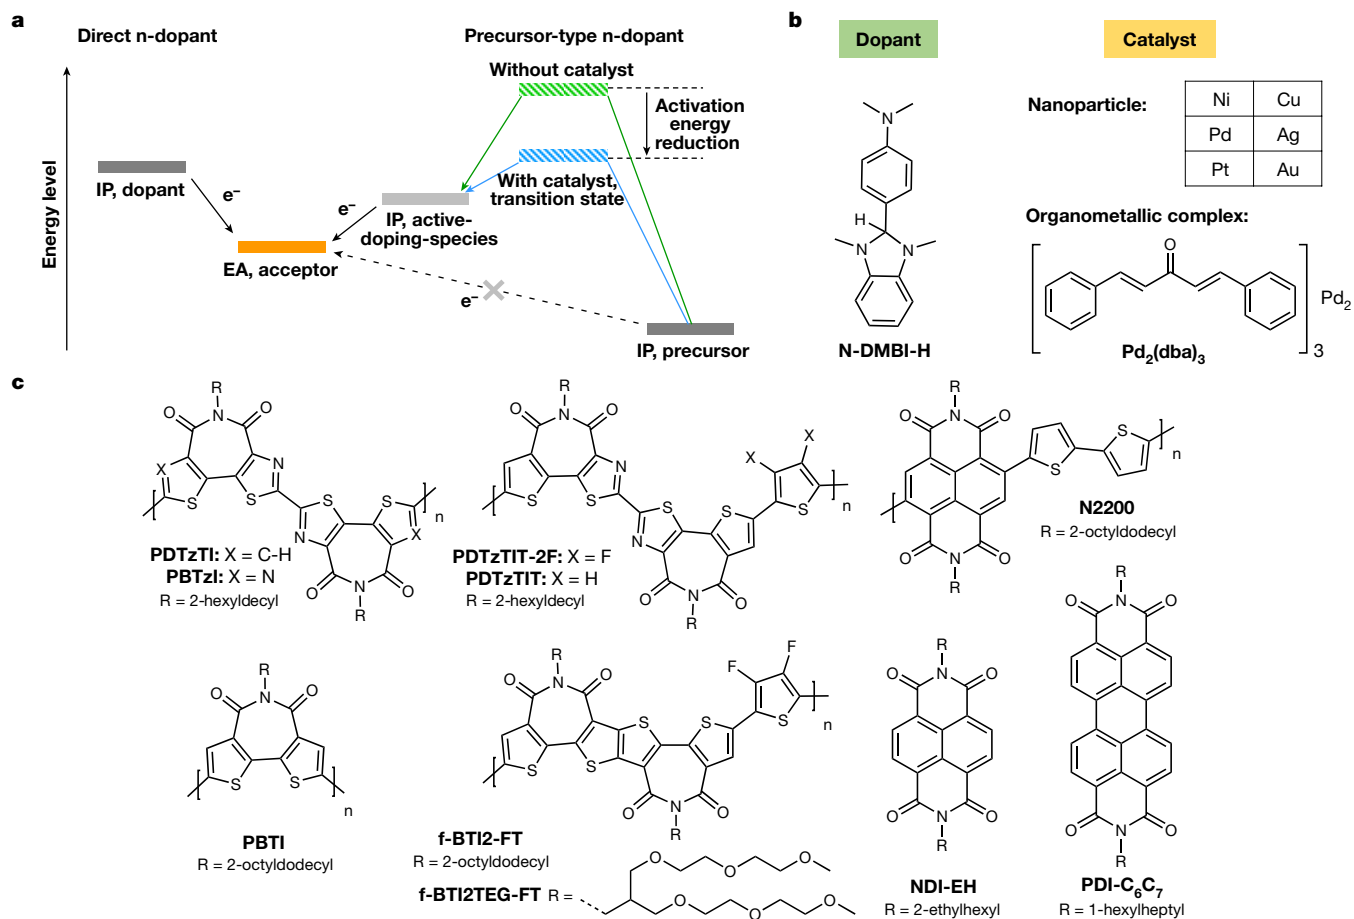 a
Direct n-dopant
Precursor-type n-dopant
Without catalyst
Activation
energy
reduction
With catalyst,
transition state
IP, dopant
e⁻
e⁻
IP, active-
doping-species
EA, acceptor
e⁻
IP, precursor
Energy level
b
Dopant
Catalyst
N
H
N
N
N-DMBI-H
Nanoparticle:
Ni Cu
Pd Ag
Pt Au
Organometallic complex:
O
Pd₂
3
Pd₂(dba)₃
c
R
O N O
X N
S S
n
S S
N X
O N O
R
PDTzTI: X = C-H
PBTzI: X = N
R = 2-hexyldecyl
R
O N O
X X
N
S S S S
n
N S
O N O
R
PDTzTIT-2F: X = F
PDTzTIT: X = H
R = 2-hexyldecyl
R
O N O
S S
n
O N O
R
N2200
R = 2-octyldodecyl
R
O N O
S S
n
PBTI
R = 2-octyldodecyl
R
O N O
F F
S S S
S S
n
O N O
R
f-BTI2-FT
R = 2-octyldodecyl
f-BTI2TEG-FT R =
O O O
O O O
R
O N O
O N O
R
NDI-EH
R = 2-ethylhexyl
R
O N O
O N O
R
PDI-C₆C₇
R = 1-hexylheptyl